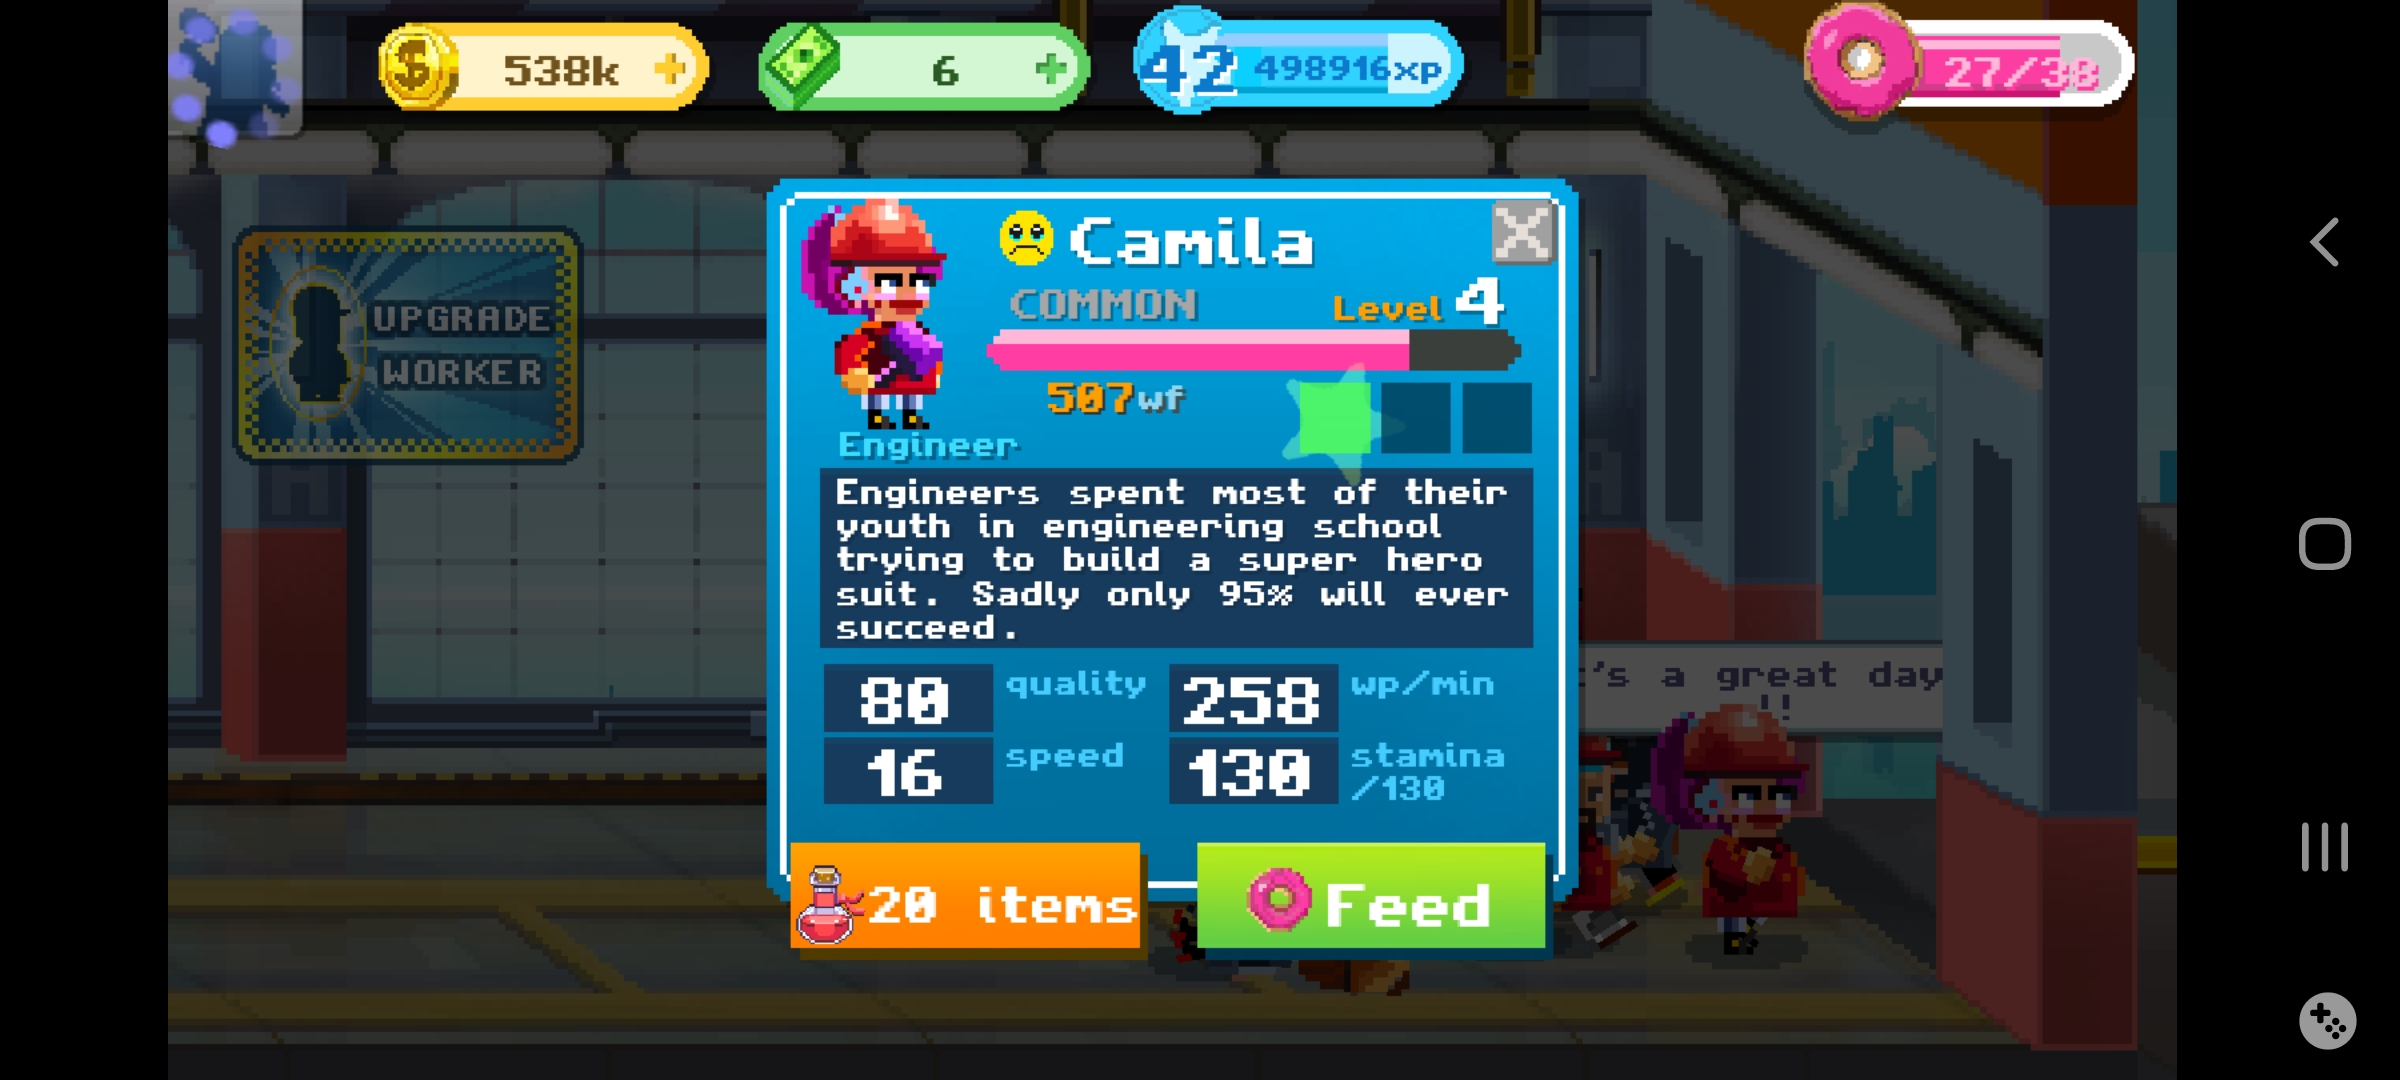 538k
6
42 498916xp
27/30
UPGRADE
WORKER
Camila
COMMON
Level 4
507wf
Engineer
Engineers spent most of their
youth in engineering school
trying to build a super hero
suit. Sadly only 95% will ever
succeed.
80 quality
258 wp/min
16 speed
130 stamina
/130
's a great day
!!
20 items
Feed